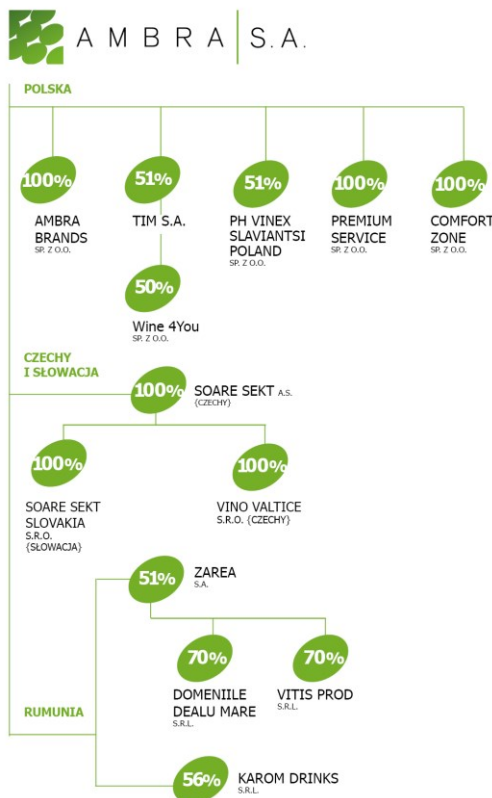 AMBRA S.A.
POLSKA
100% 51% 51% 100% 100%
AMBRA
BRANDS
SP. Z O.O.
TIM S.A.
PH VINEX
SLAVIANTSI
POLAND
SP. Z O.O.
PREMIUM
SERVICE
SP. Z O.O.
COMFORT
ZONE
SP. Z O.O.
50%
Wine 4You
SP. Z O.O.
CZECHY
I SŁOWACJA
100%
SOARE SEKT A.S.
{CZECHY}
100% 100%
SOARE SEKT
SLOVAKIA
S.R.O.
{SŁOWACJA}
VINO VALTICE
S.R.O. {CZECHY}
51%
ZAREA
S.A.
70% 70%
DOMENIILE
DEALU MARE
S.R.L.
VITIS PROD
S.R.L.
RUMUNIA
56%
KAROM DRINKS
S.R.L.